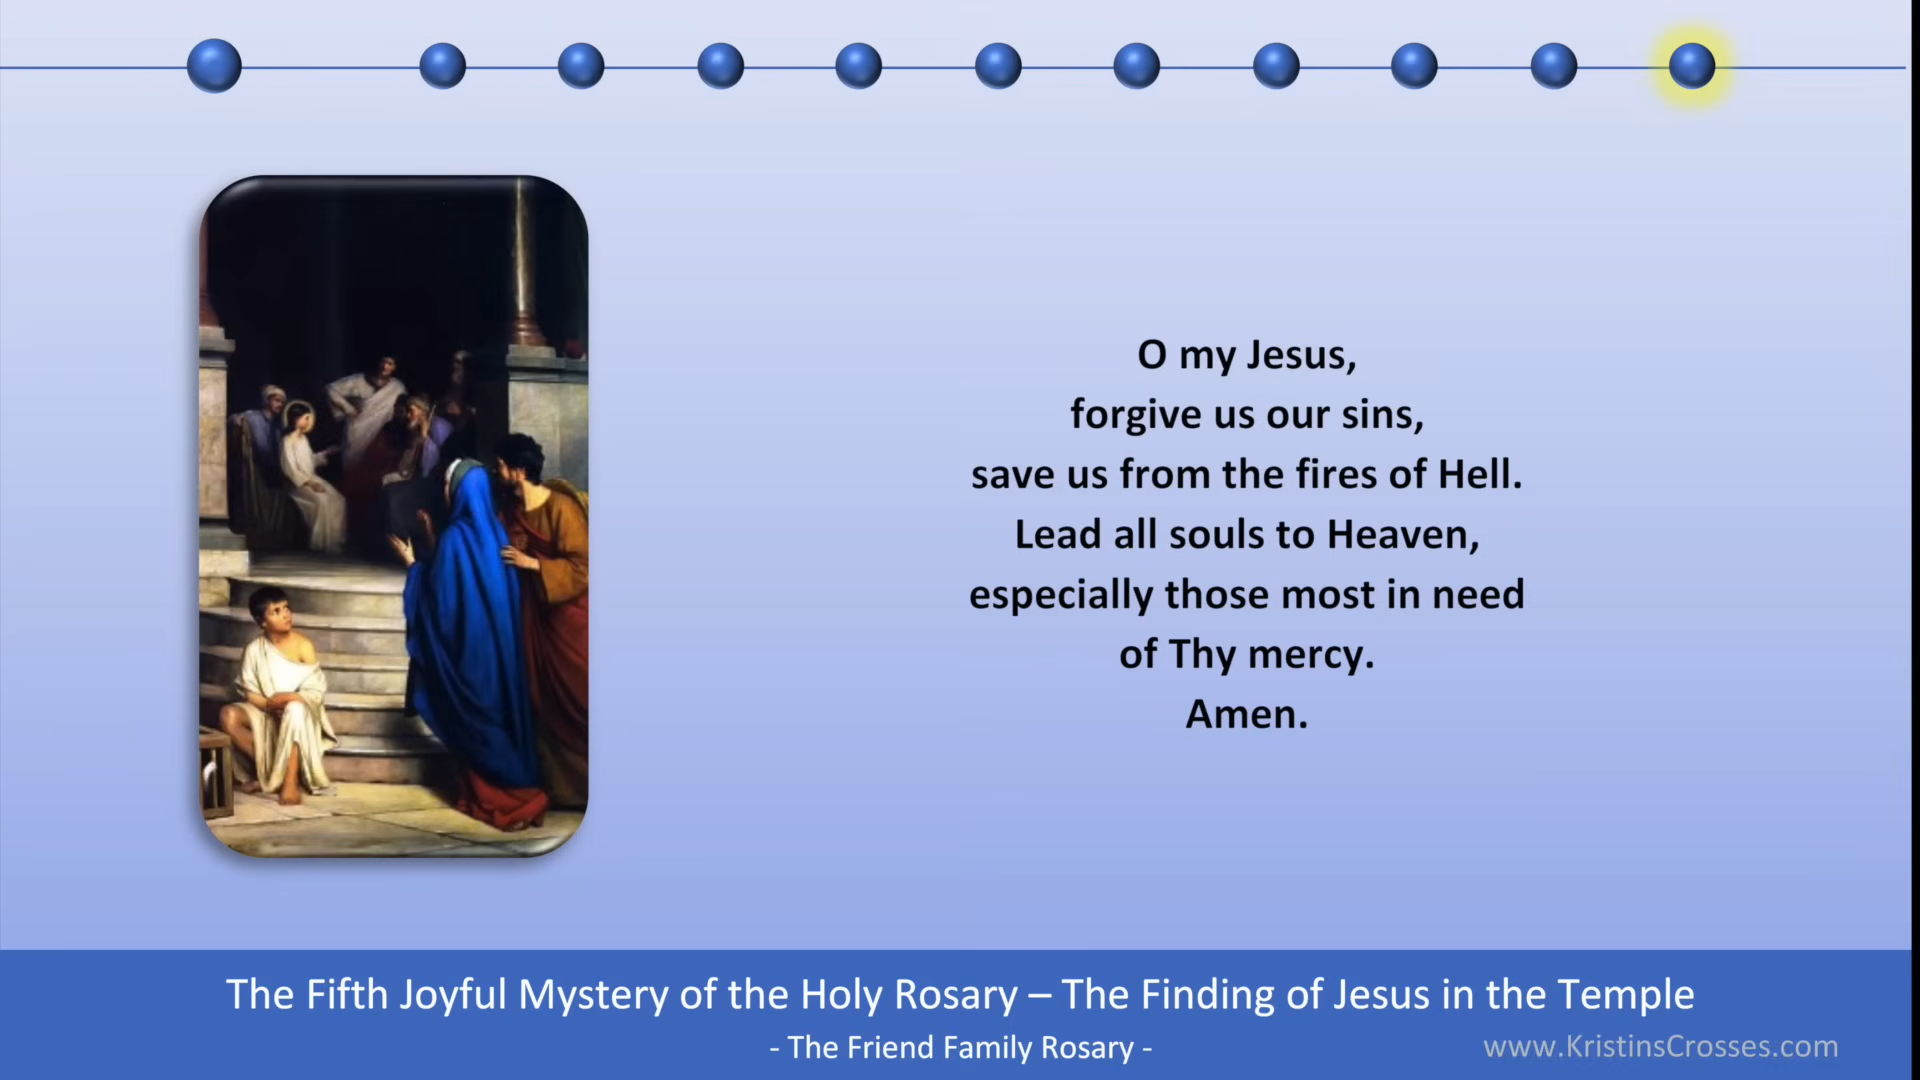 O my Jesus,
forgive us our sins,
save us from the fires of Hell.
Lead all souls to Heaven,
especially those most in need
of Thy mercy.
Amen.
The Fifth Joyful Mystery of the Holy Rosary – The Finding of Jesus in the Temple
- The Friend Family Rosary -
www.KristinsCrosses.com